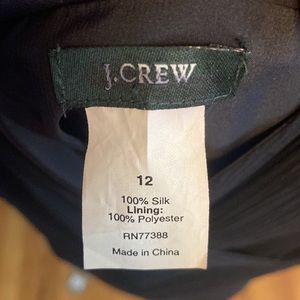 J.CREW
12
100% Silk
Lining:
100% Polyester
RN77388
Made in China